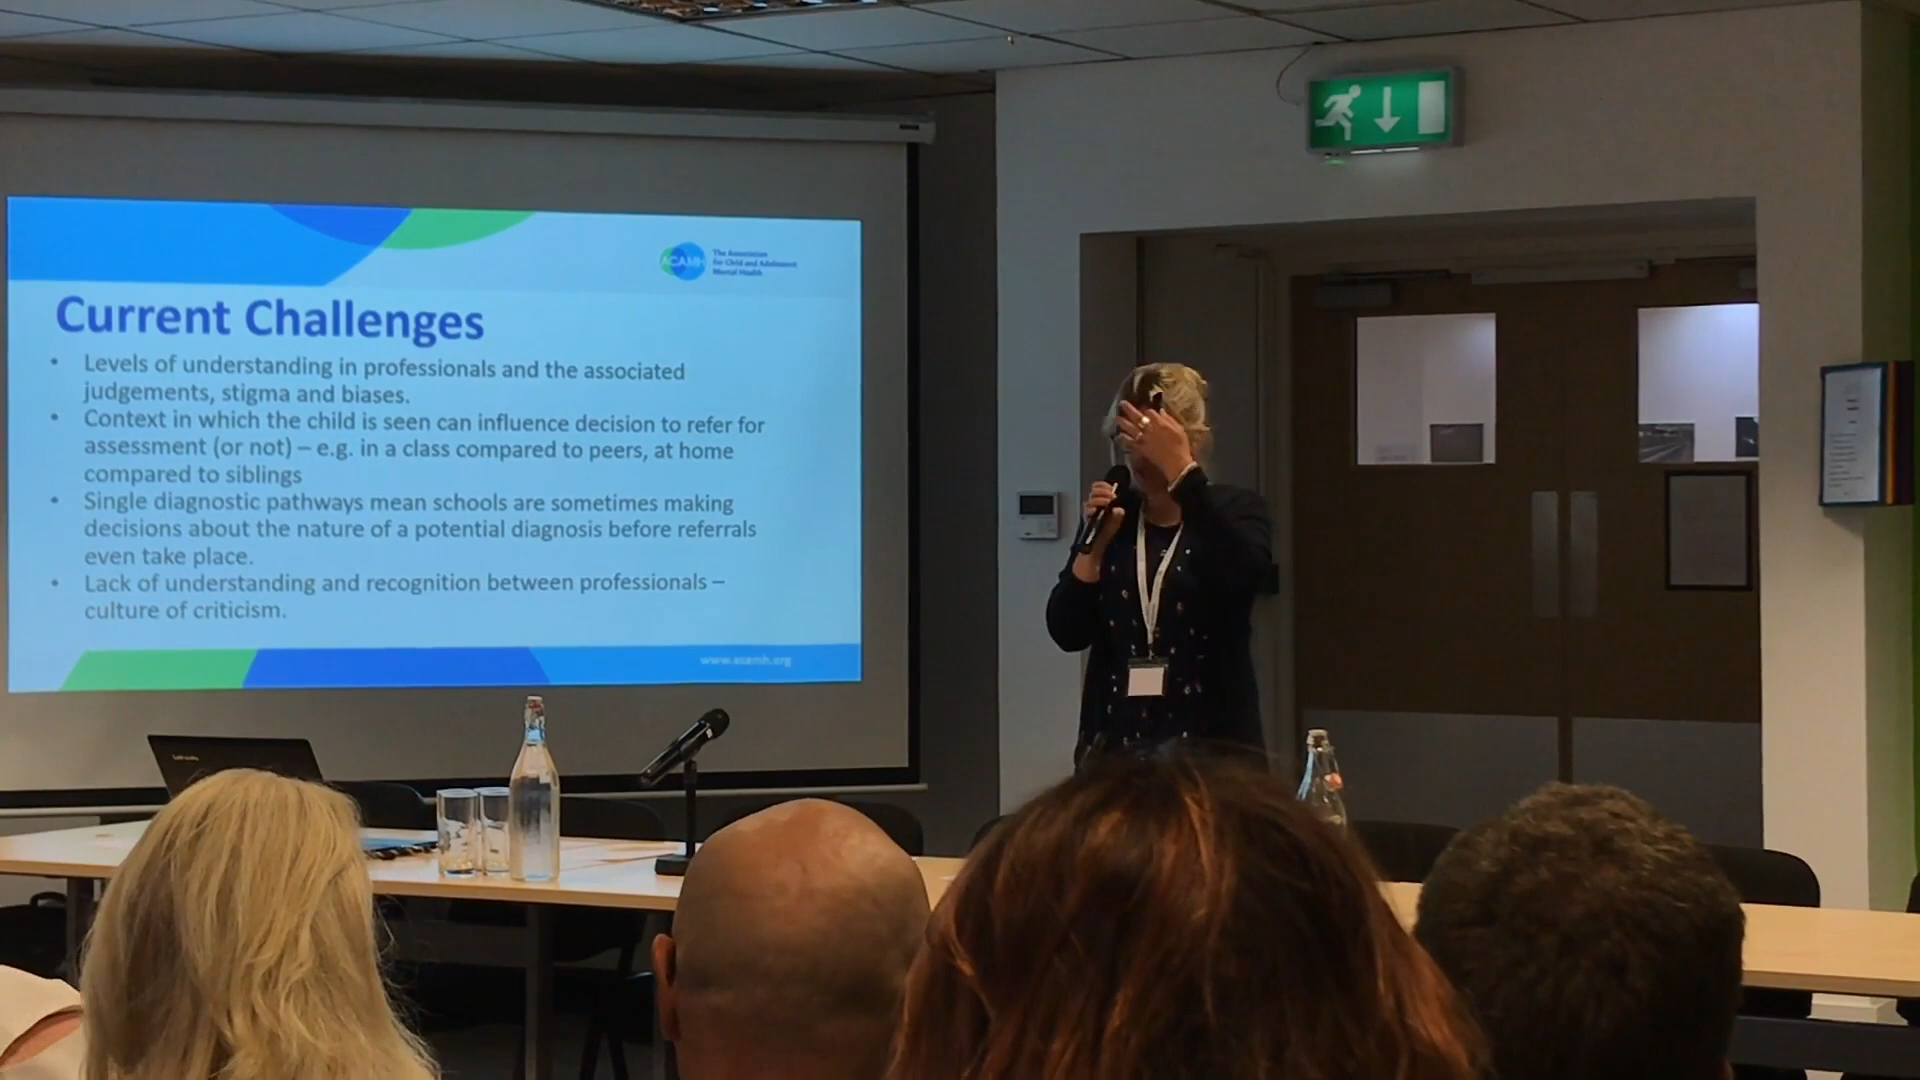 ACAMH
The Association
for Child and Adolescent
Mental Health
Current Challenges
• Levels of understanding in professionals and the associated
judgements, stigma and biases.
• Context in which the child is seen can influence decision to refer for
assessment (or not) – e.g. in a class compared to peers, at home
compared to siblings
• Single diagnostic pathways mean schools are sometimes making
decisions about the nature of a potential diagnosis before referrals
even take place.
• Lack of understanding and recognition between professionals –
culture of criticism.
www.acamh.org